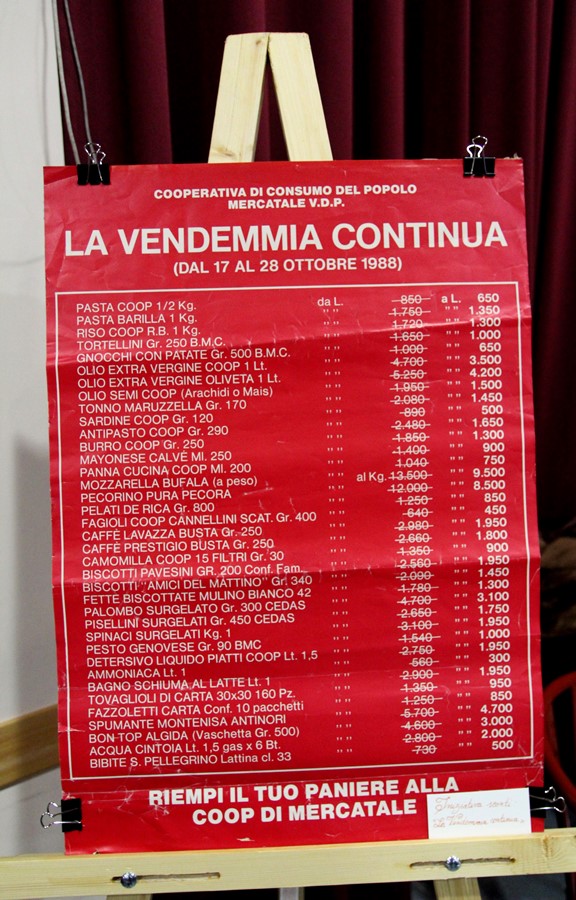 COOPERATIVA DI CONSUMO DEL POPOLO
MERCATALE V.D.P.
LA VENDEMMIA CONTINUA
(DAL 17 AL 28 OTTOBRE 1988)
PASTA COOP 1/2 Kg. da L. 850 a L. 650
PASTA BARILLA 1 Kg. " " 1.750 " " 1.350
RISO COOP R.B. 1 Kg. " " 1.720 " " 1.300
TORTELLINI Gr. 250 B.M.C. " " 1.650 " " 1.000
GNOCCHI CON PATATE Gr. 500 B.M.C. " " 1.000 " " 650
OLIO EXTRA VERGINE COOP 1 Lt. " " 4.700 " " 3.500
OLIO EXTRA VERGINE OLIVETA 1 Lt. " " 5.250 " " 4.200
OLIO SEMI COOP (Arachidi o Mais) " " 1.950 " " 1.500
TONNO MARUZZELLA Gr. 170 " " 2.080 " " 1.450
SARDINE COOP Gr. 120 " " 890 " " 500
ANTIPASTO COOP Gr. 290 " " 2.480 " " 1.650
BURRO COOP Gr. 250 " " 1.850 " " 1.300
MAYONESE CALVÈ Ml. 250 " " 1.400 " " 900
PANNA CUCINA COOP Ml. 200 " " 1.040 " " 750
MOZZARELLA BUFALA (a peso) al Kg. 13.500 " " 9.500
PECORINO PURA PECORA " " 12.000 " " 8.500
PELATI DE RICA Gr. 800 " " 1.250 " " 850
FAGIOLI COOP CANNELLINI SCAT. Gr. 400 " " 640 " " 450
CAFFÈ LAVAZZA BUSTA Gr. 250 " " 2.980 " " 1.950
CAFFÈ PRESTIGIO BUSTA Gr. 250 " " 2.660 " " 1.800
CAMOMILLA COOP 15 FILTRI Gr. 30 " " 1.350 " " 900
BISCOTTI PAVESINI GR. 200 Conf. Fam. " " 2.560 " " 1.950
BISCOTTI "AMICI DEL MATTINO" Gr. 340 " " 2.090 " " 1.450
FETTE BISCOTTATE MULINO BIANCO 42 " " 1.780 " " 1.300
PALOMBO SURGELATO Gr. 300 CEDAS " " 4.700 " " 3.100
PISELLINI SURGELATI Gr. 450 CEDAS " " 2.650 " " 1.750
SPINACI SURGELATI Kg. 1 " " 3.100 " " 1.950
PESTO GENOVESE Gr. 90 BMC " " 1.540 " " 1.000
DETERSIVO LIQUIDO PIATTI COOP Lt. 1,5 " " 2.750 " " 1.950
AMMONIACA Lt. 1 " " 560 " " 300
BAGNO SCHIUMA AL LATTE Lt. 1 " " 2.900 " " 1.950
TOVAGLIOLI DI CARTA 30x30 160 Pz. " " 1.350 " " 950
FAZZOLETTI CARTA Conf. 10 pacchetti " " 1.250 " " 850
SPUMANTE MONTENISA ANTINORI " " 5.700 " " 4.700
BON-TOP ALGIDA (Vaschetta Gr. 500) " " 4.600 " " 3.000
ACQUA CINTOIA Lt. 1,5 gas x 6 Bt. " " 2.800 " " 2.000
BIBITE S. PELLEGRINO Lattina cl. 33 " " 730 " " 500
RIEMPI IL TUO PANIERE ALLA
COOP DI MERCATALE
Iniziativa
Vendemmia continua